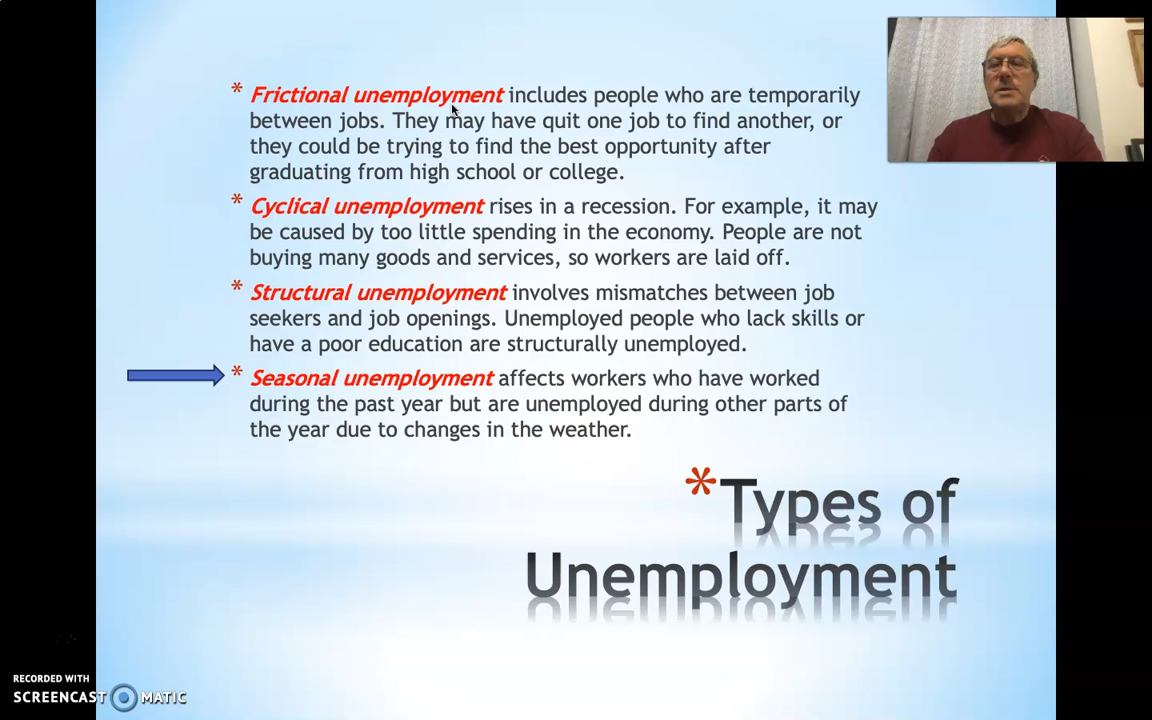 * Frictional unemployment includes people who are temporarily
between jobs. They may have quit one job to find another, or
they could be trying to find the best opportunity after
graduating from high school or college.
* Cyclical unemployment rises in a recession. For example, it may
be caused by too little spending in the economy. People are not
buying many goods and services, so workers are laid off.
* Structural unemployment involves mismatches between job
seekers and job openings. Unemployed people who lack skills or
have a poor education are structurally unemployed.
* Seasonal unemployment affects workers who have worked
during the past year but are unemployed during other parts of
the year due to changes in the weather.
*Types of
Unemployment
RECORDED WITH
SCREENCAST MATIC